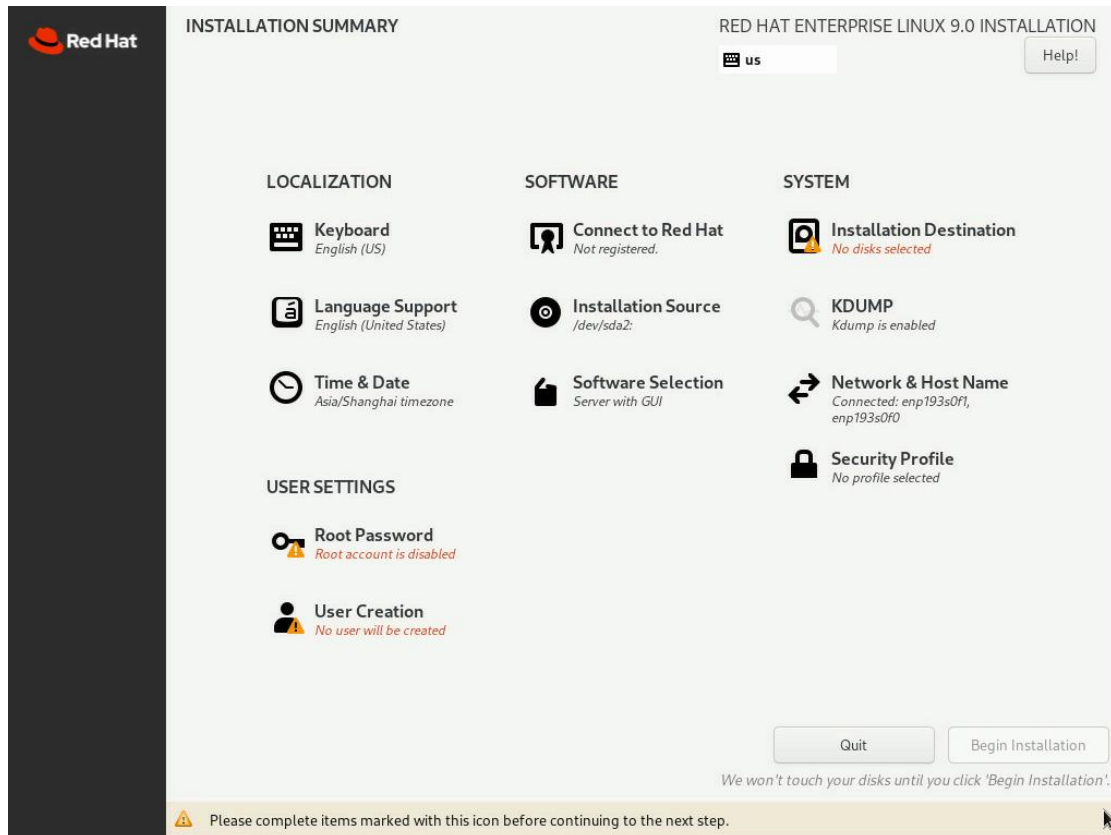 Red Hat
INSTALLATION SUMMARY
RED HAT ENTERPRISE LINUX 9.0 INSTALLATION
us
Help!
LOCALIZATION
Keyboard
English (US)
Language Support
English (United States)
Time & Date
Asia/Shanghai timezone
SOFTWARE
Connect to Red Hat
Not registered.
Installation Source
/dev/sda2:
Software Selection
Server with GUI
SYSTEM
Installation Destination
No disks selected
KDUMP
Kdump is enabled
Network & Host Name
Connected: enp193s0f1,
enp193s0f0
Security Profile
No profile selected
USER SETTINGS
Root Password
Root account is disabled
User Creation
No user will be created
Quit
Begin Installation
We won't touch your disks until you click 'Begin Installation'.
Please complete items marked with this icon before continuing to the next step.